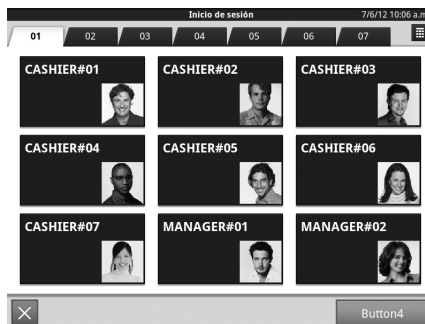 Inicio de sesión 7/6/12 10:06 a.m
01 02 03 04 05 06 07
CASHIER#01 CASHIER#02 CASHIER#03
CASHIER#04 CASHIER#05 CASHIER#06
CASHIER#07 MANAGER#01 MANAGER#02
Button4